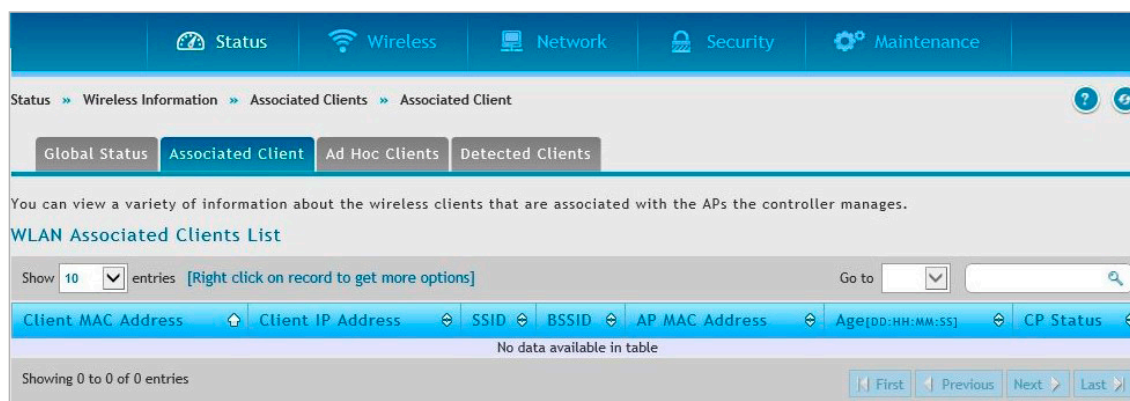 Status Wireless Network Security Maintenance
Status » Wireless Information » Associated Clients » Associated Client
?
Global Status Associated Client Ad Hoc Clients Detected Clients
You can view a variety of information about the wireless clients that are associated with the APs the controller manages.
WLAN Associated Clients List
Show 10 entries [Right click on record to get more options] Go to
Client MAC Address Client IP Address SSID BSSID AP MAC Address Age[DD:HH:MM:SS] CP Status
No data available in table
Showing 0 to 0 of 0 entries First Previous Next Last